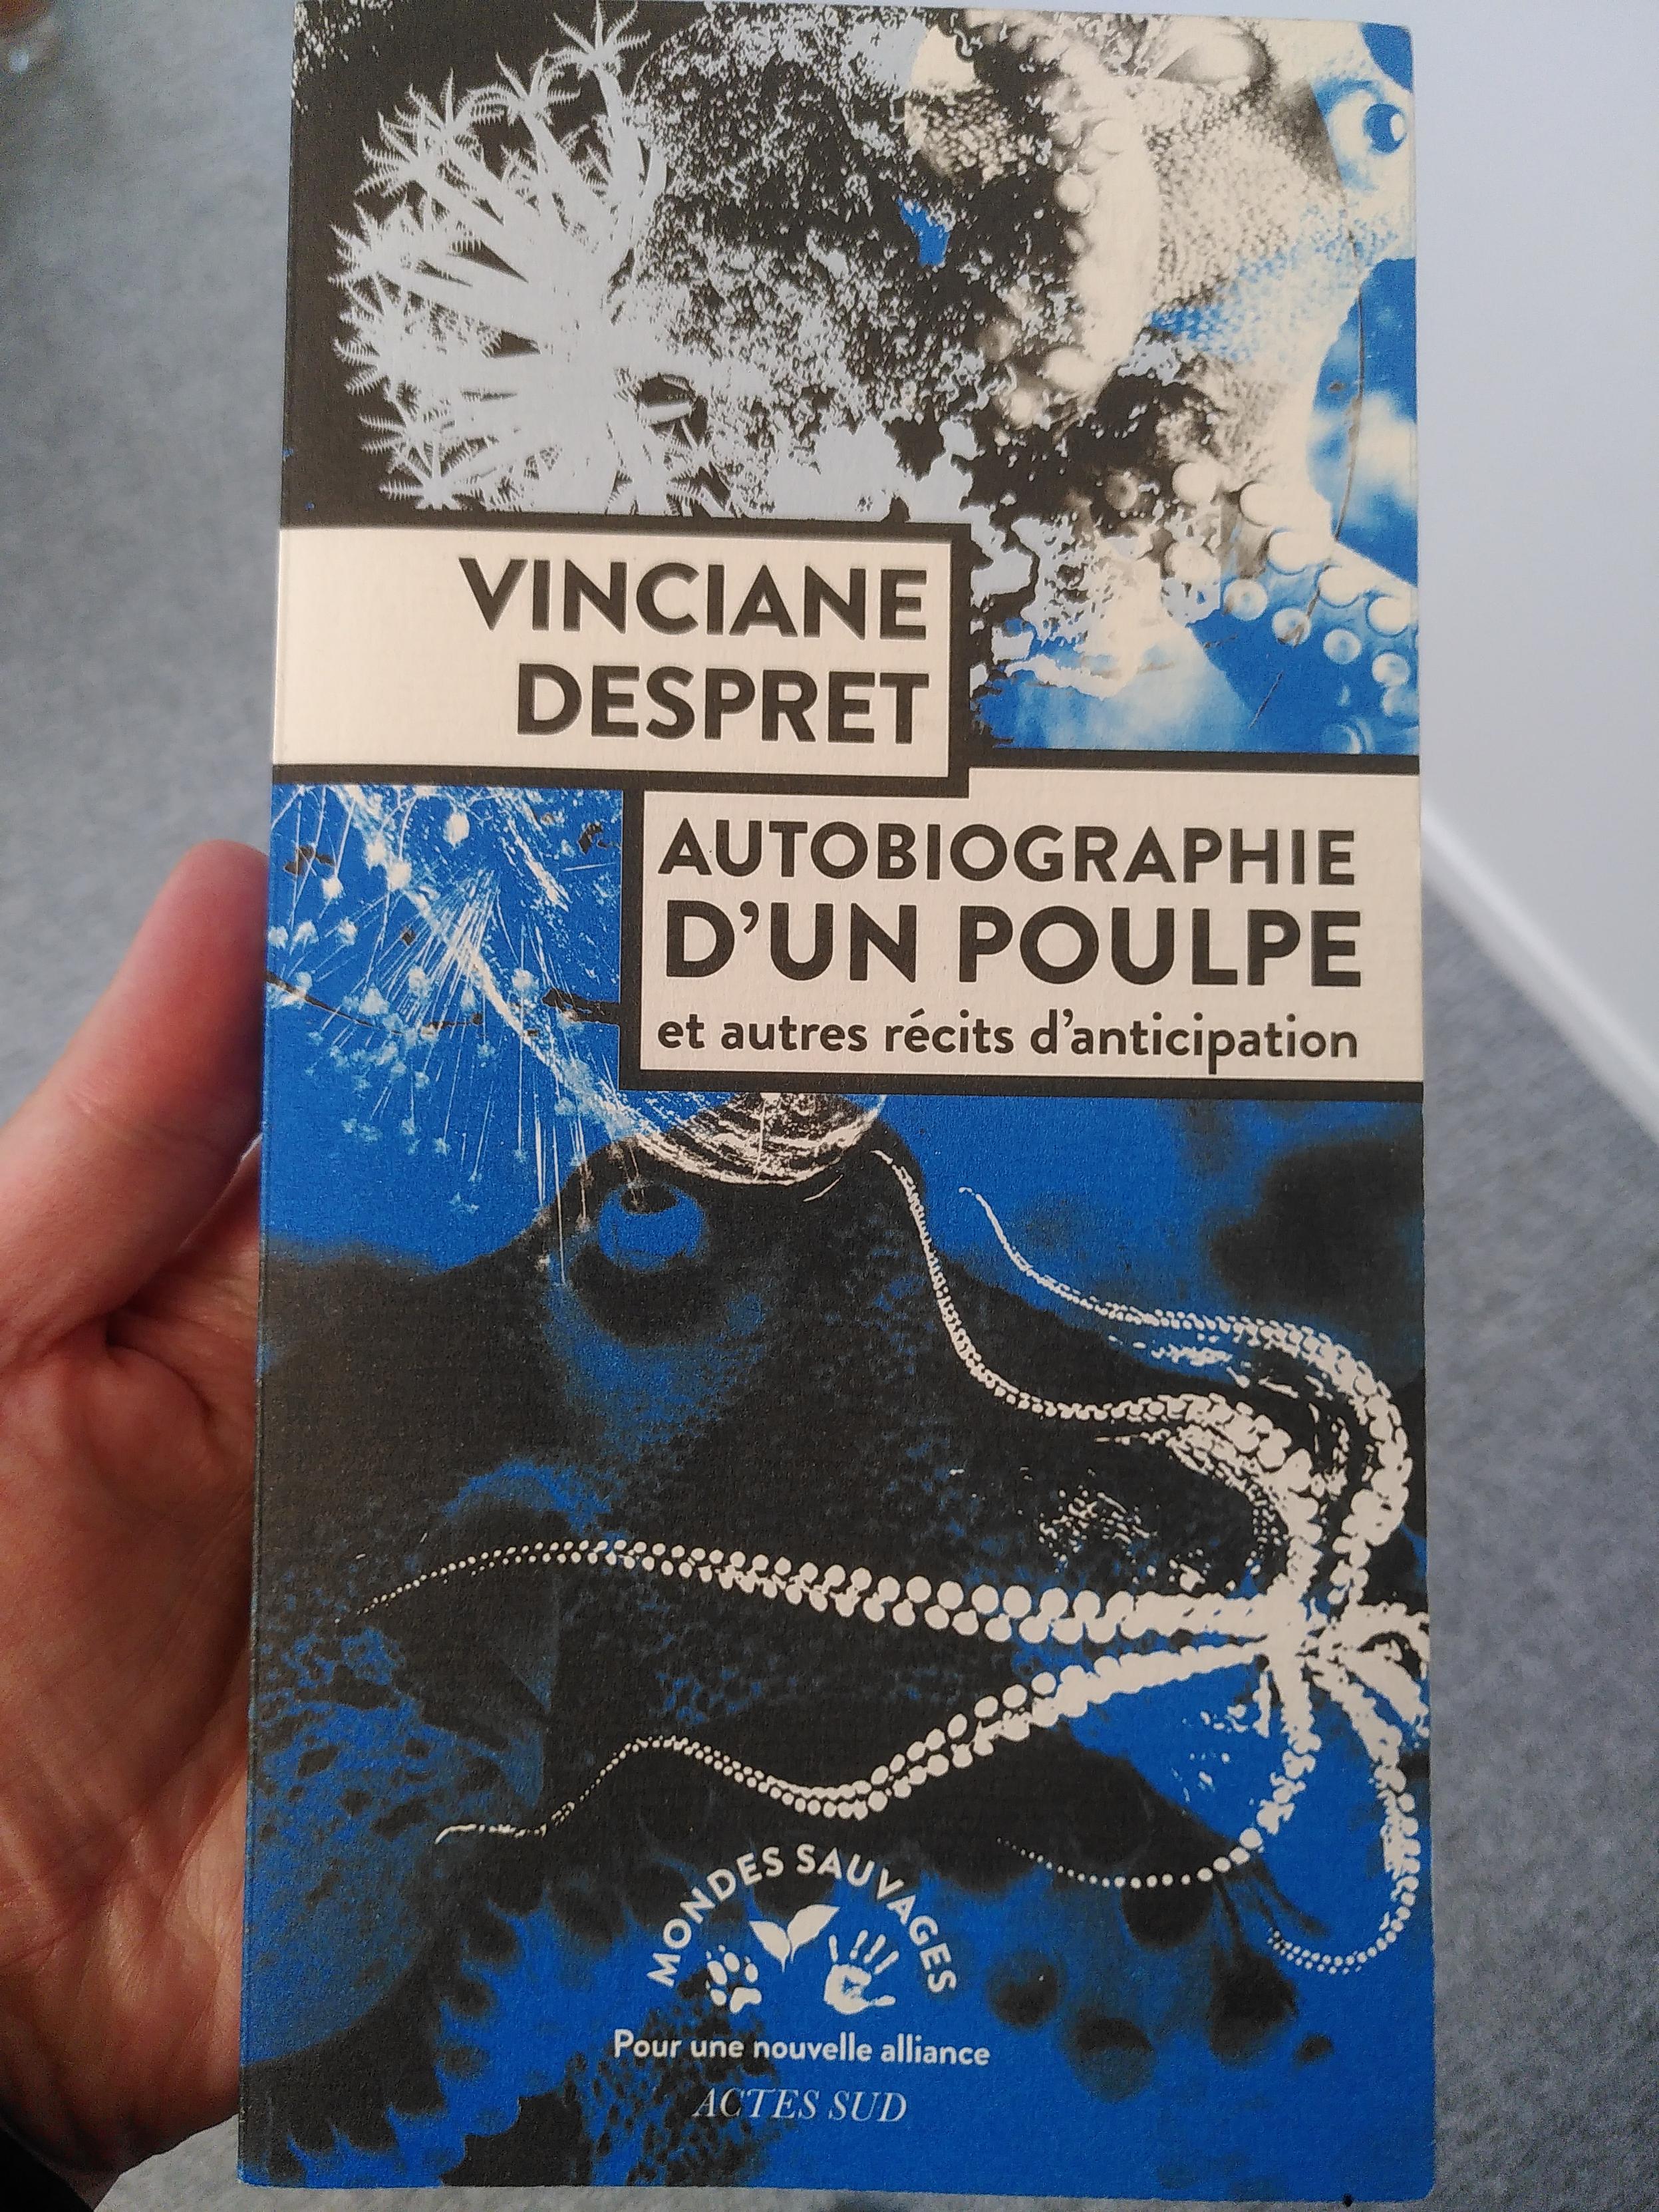 VINCIANE
DESPRET
AUTOBIOGRAPHIE
D'UN POULPE
et autres récits d'anticipation
MONDES SAUVAGES
Pour une nouvelle alliance
ACTES SUD